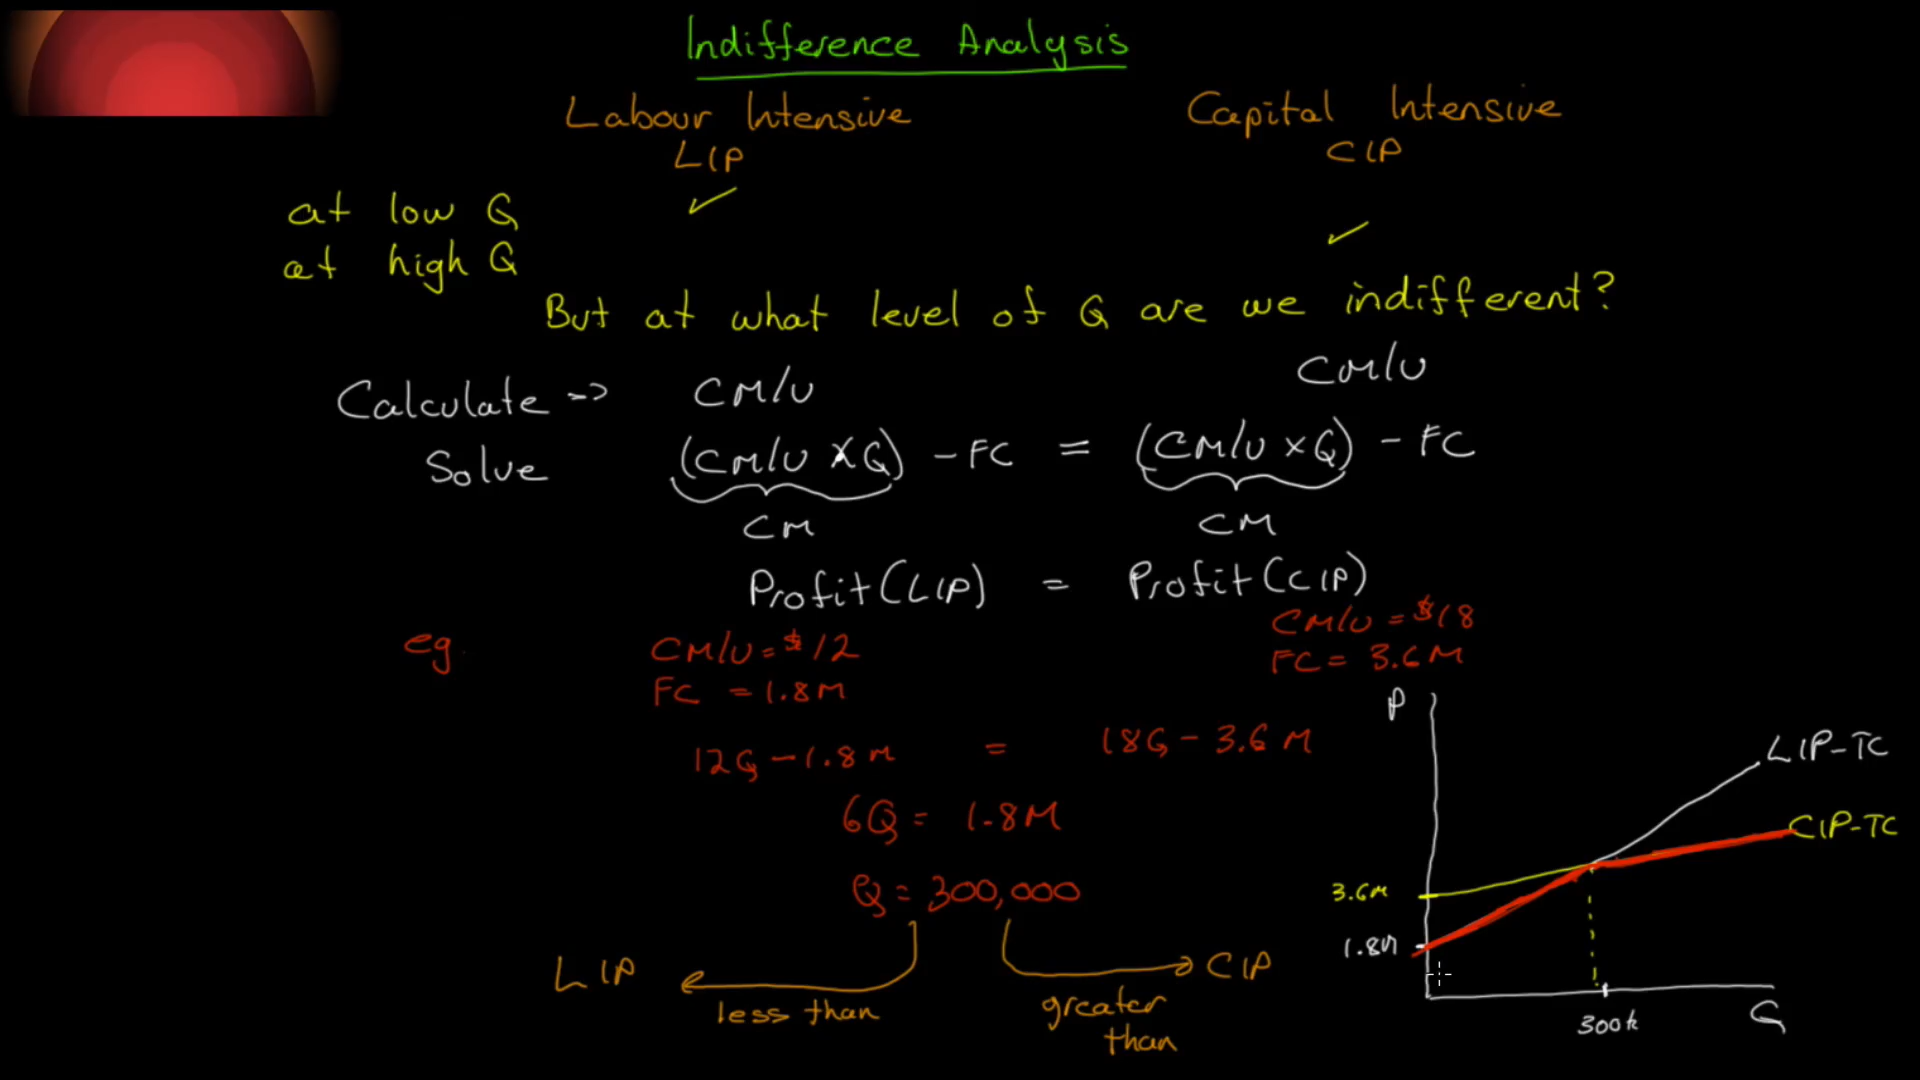 Indifference Analysis
Labour Intensive Capital Intensive
LIP CIP
at low Q ✓
at high Q ✓
But at what level of Q are we indifferent?
Calculate => CM/U CM/U
Solve (CM/U × Q) - FC = (CM/U × Q) - FC
CM CM
Profit(LIP) = Profit(CIP)
eg. CM/U = $12 CM/U = $18
FC = 1.8M FC = 3.6M
12Q - 1.8M = 18Q - 3.6M
6Q = 1.8M
Q = 300,000
LIP less than greater than CIP
P
LIP-TC
CIP-TC
3.6M
1.8M
300k Q